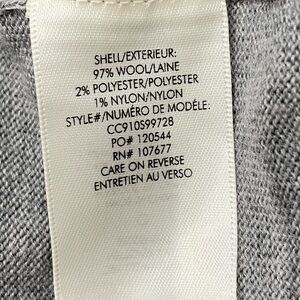 SHELL/EXTERIEUR:
97% WOOL/LAINE
2% POLYESTER/POLYESTER
1% NYLON/NYLON
STYLE#/NUMÉRO DE MODÈLE:
CC910S99728
PO# 120544
RN# 107677
CARE ON REVERSE
ENTRETIEN AU VERSO